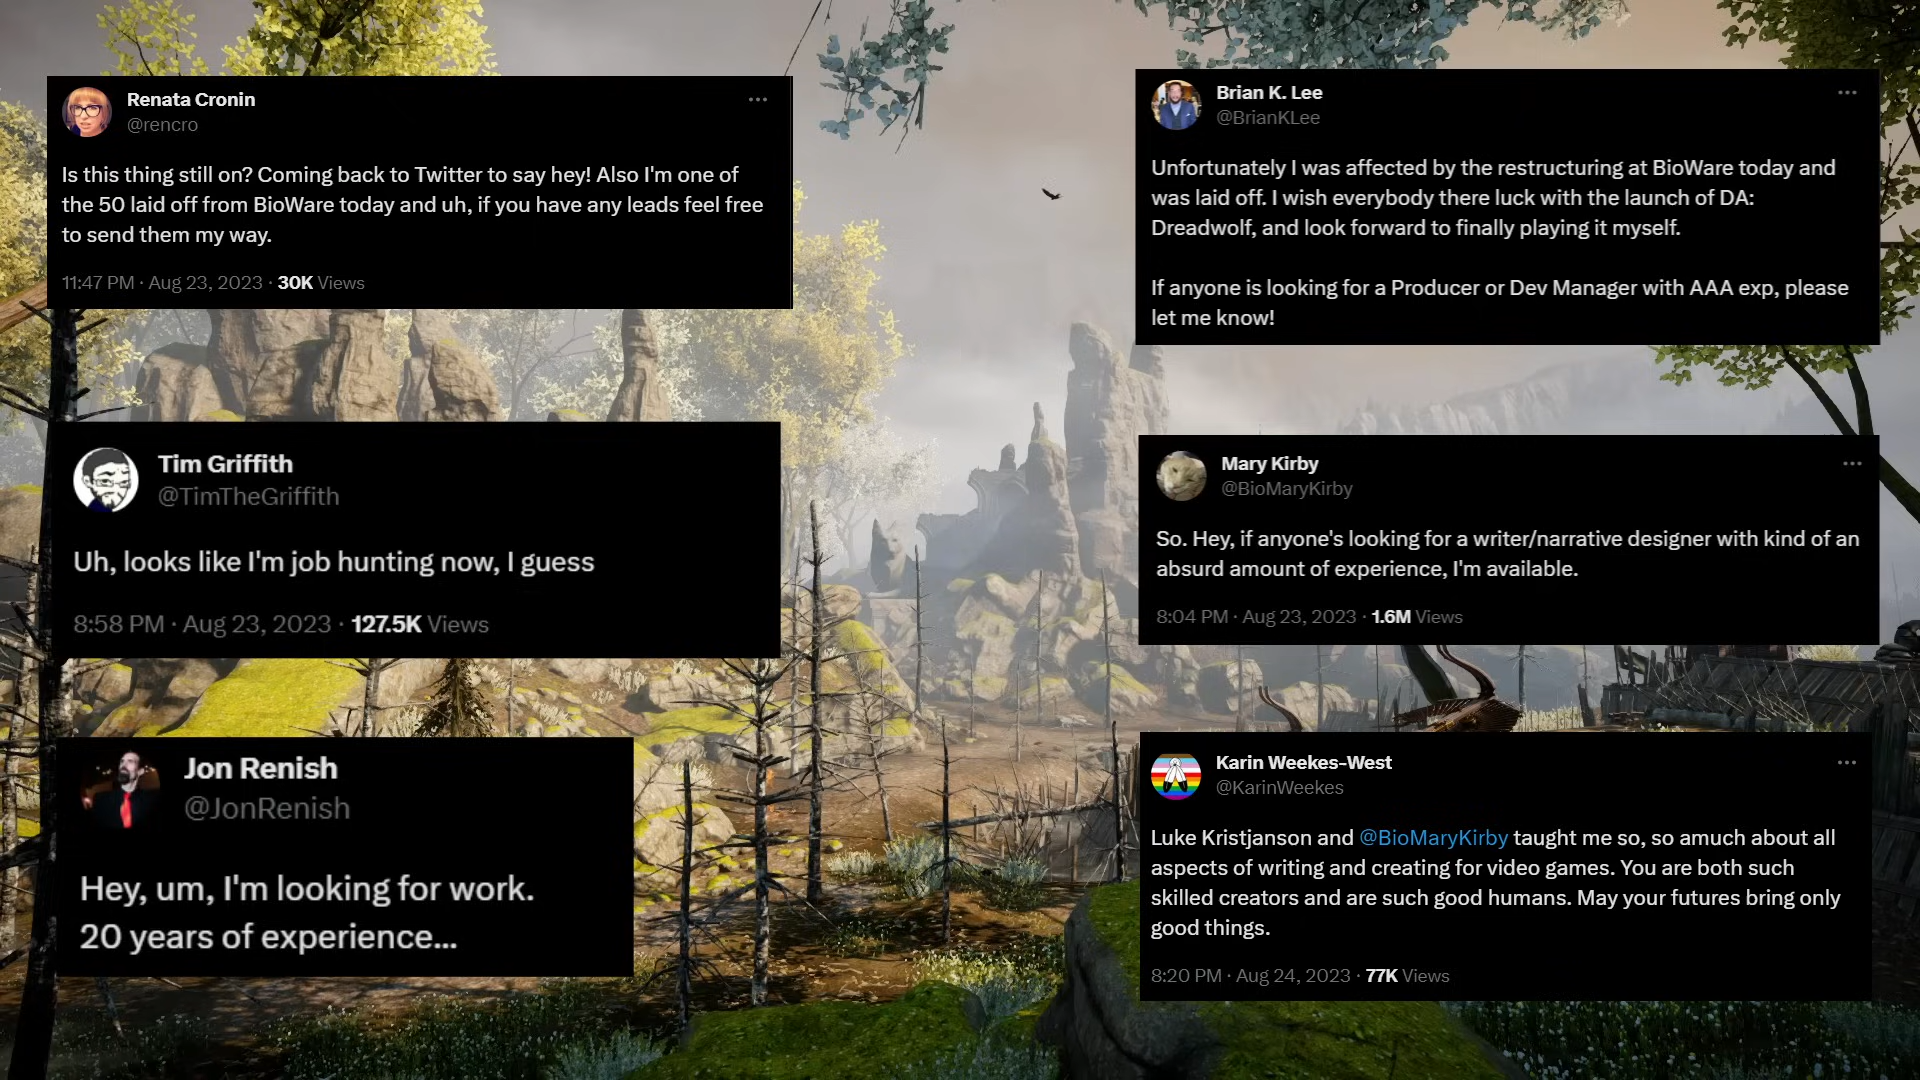 Renata Cronin
@rencro
Is this thing still on? Coming back to Twitter to say hey! Also I'm one of
the 50 laid off from BioWare today and uh, if you have any leads feel free
to send them my way.
11:47 PM · Aug 23, 2023 · 30K Views
Tim Griffith
@TimTheGriffith
Uh, looks like I'm job hunting now, I guess
8:58 PM · Aug 23, 2023 · 127.5K Views
Jon Renish
@JonRenish
Hey, um, I'm looking for work.
20 years of experience...
Brian K. Lee
@BrianKLee
Unfortunately I was affected by the restructuring at BioWare today and
was laid off. I wish everybody there luck with the launch of DA:
Dreadwolf, and look forward to finally playing it myself.
If anyone is looking for a Producer or Dev Manager with AAA exp, please
let me know!
Mary Kirby
@BioMaryKirby
So. Hey, if anyone's looking for a writer/narrative designer with kind of an
absurd amount of experience, I'm available.
8:04 PM · Aug 23, 2023 · 1.6M Views
Karin Weekes-West
@KarinWeekes
Luke Kristjanson and @BioMaryKirby taught me so, so amuch about all
aspects of writing and creating for video games. You are both such
skilled creators and are such good humans. May your futures bring only
good things.
8:20 PM · Aug 24, 2023 · 77K Views